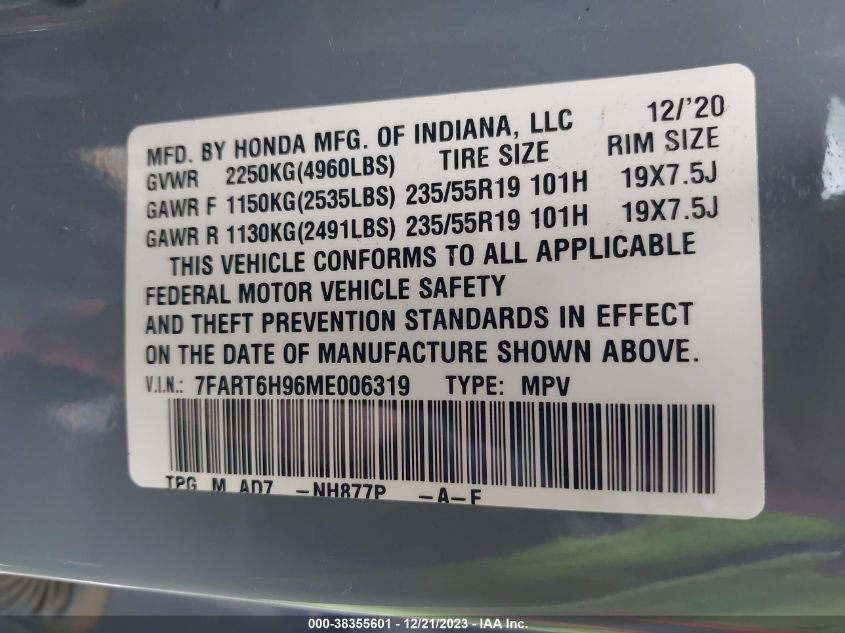 MFD. BY HONDA MFG. OF INDIANA, LLC 12/'20
GVWR 2250KG(4960LBS) TIRE SIZE RIM SIZE
GAWR F 1150KG(2535LBS) 235/55R19 101H 19X7.5J
GAWR R 1130KG(2491LBS) 235/55R19 101H 19X7.5J
THIS VEHICLE CONFORMS TO ALL APPLICABLE
FEDERAL MOTOR VEHICLE SAFETY
AND THEFT PREVENTION STANDARDS IN EFFECT
ON THE DATE OF MANUFACTURE SHOWN ABOVE.
V.I.N.: 7FART6H96ME006319 TYPE: MPV
TPG M AD7 -NH877P -A-F
000-38355601 - 12/21/2023 - IAA Inc.